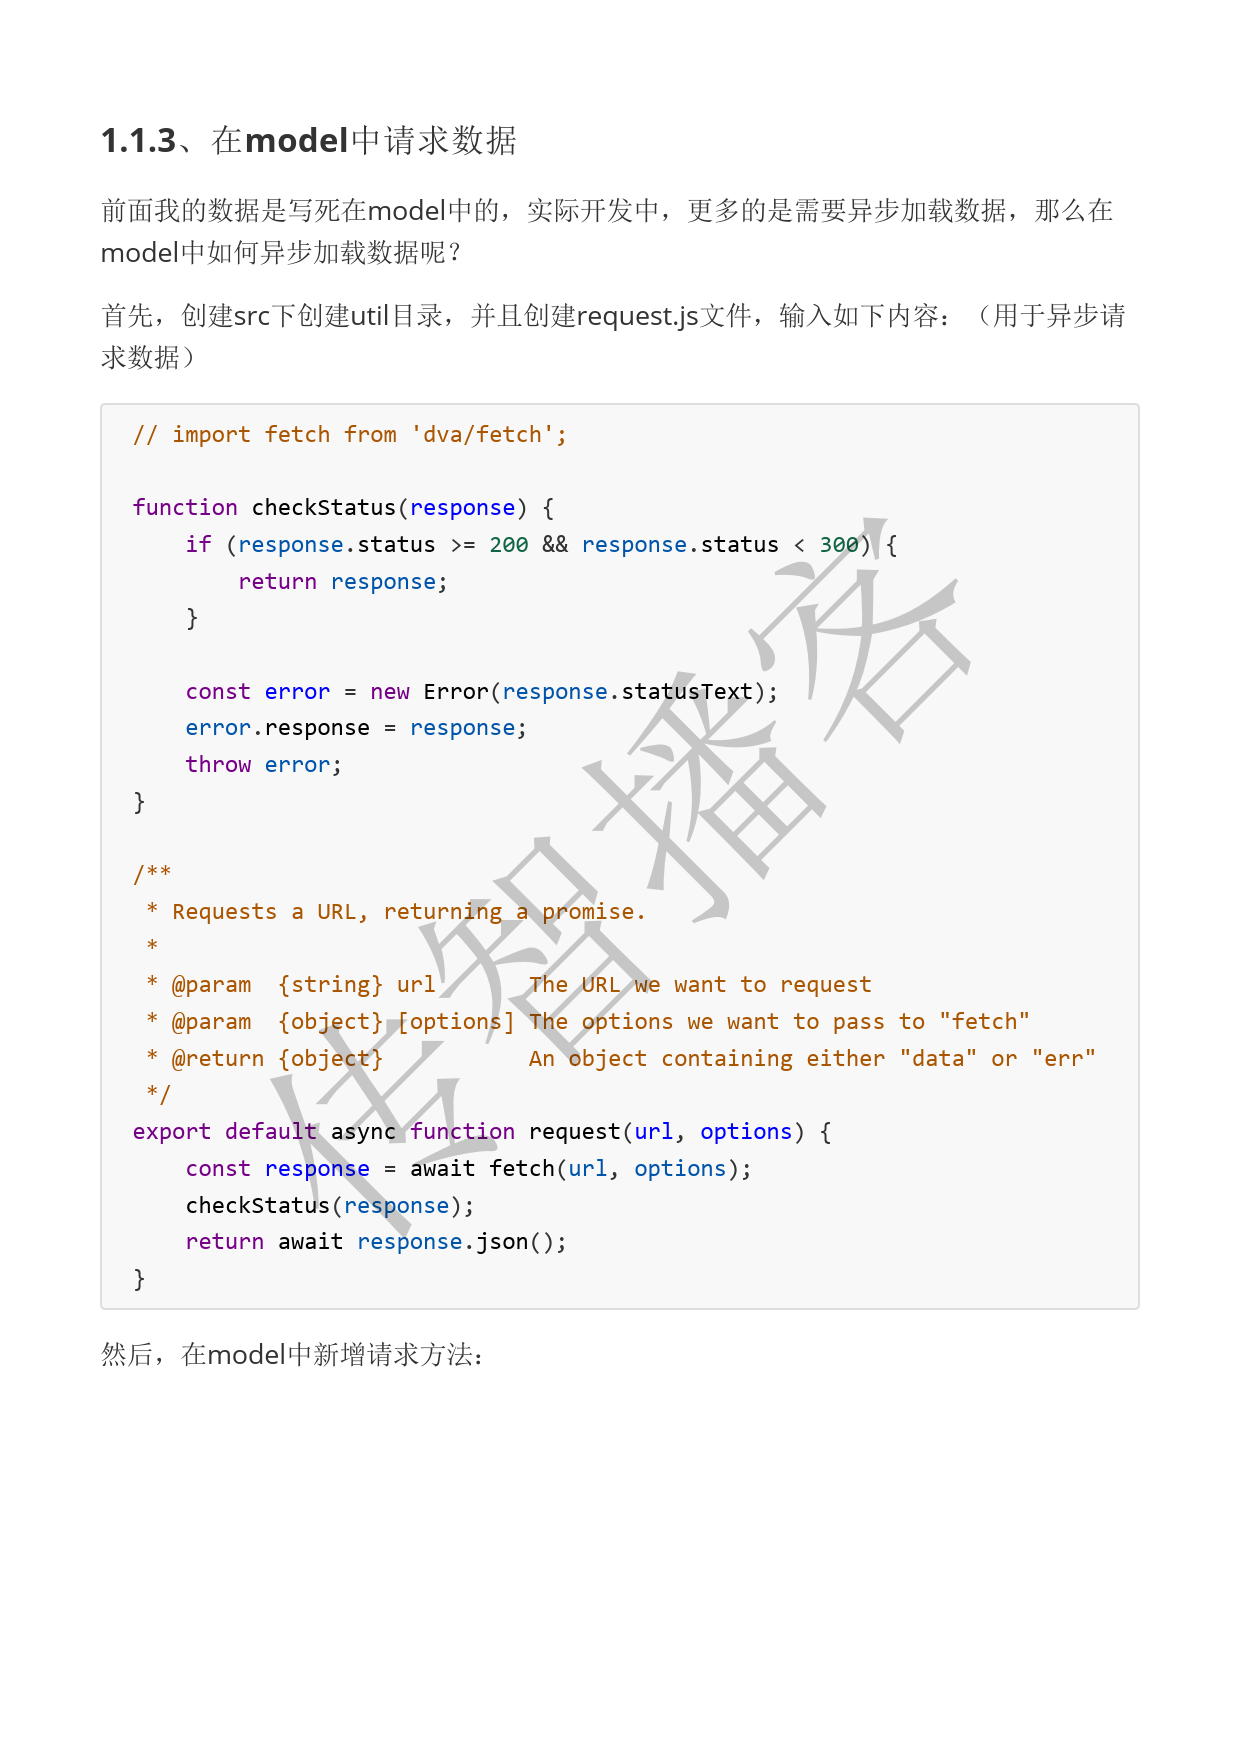 1.1.3、在model中请求数据
前面我的数据是写死在model中的，实际开发中，更多的是需要异步加载数据，那么在
model中如何异步加载数据呢？
首先，创建src下创建util目录，并且创建request.js文件，输入如下内容：（用于异步请
求数据）
// import fetch from 'dva/fetch';
function checkStatus(response) {
    if (response.status >= 200 && response.status < 300) {
        return response;
    }
    const error = new Error(response.statusText);
    error.response = response;
    throw error;
}
/**
 * Requests a URL, returning a promise.
 *
 * @param  {string} url       The URL we want to request
 * @param  {object} [options] The options we want to pass to "fetch"
 * @return {object}           An object containing either "data" or "err"
 */
export default async function request(url, options) {
    const response = await fetch(url, options);
    checkStatus(response);
    return await response.json();
}
然后，在model中新增请求方法：
传智播客